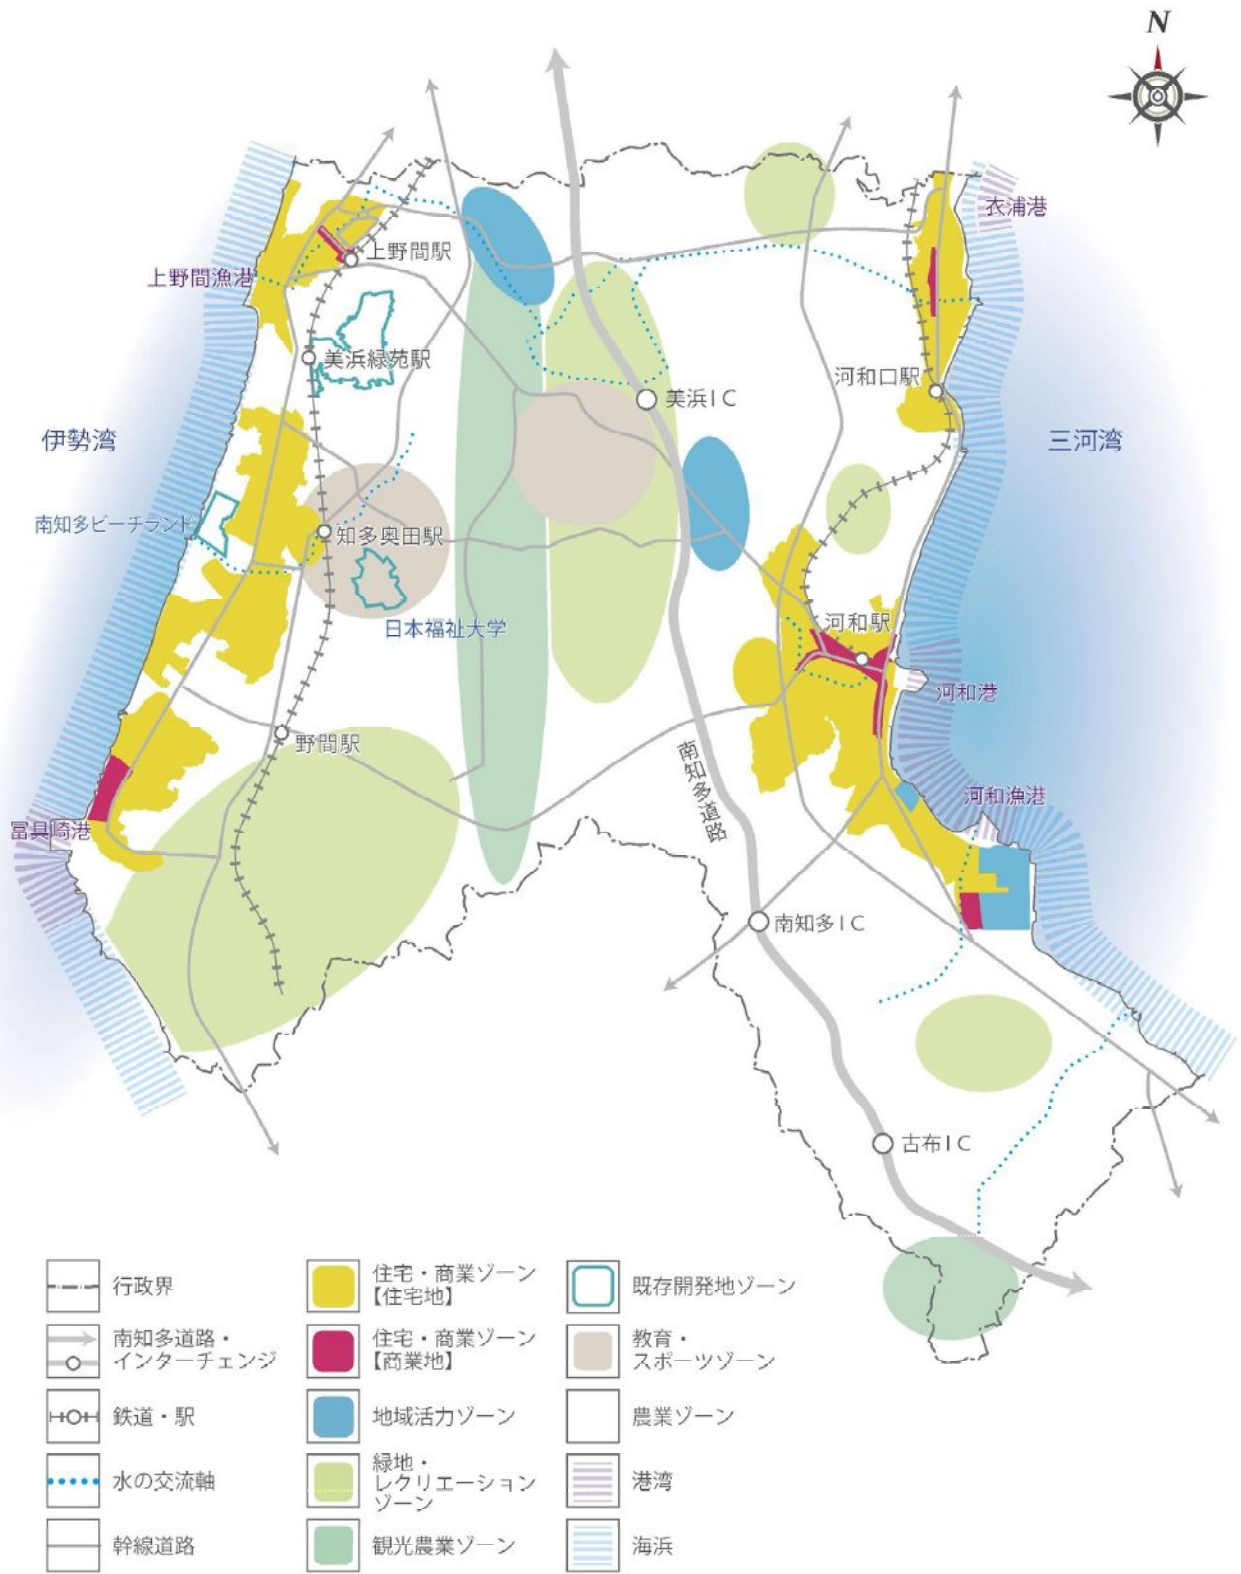 N
衣浦港
上野間駅
上野間漁港
美浜緑苑駅
河和口駅
美浜IC
伊勢湾
三河湾
南知多ビーチランド
知多奥田駅
日本福祉大学
河和駅
河和港
野間駅
南知多道路
河和漁港
冨具崎港
南知多IC
古布IC
行政界
南知多道路・
インターチェンジ
鉄道・駅
水の交流軸
幹線道路
住宅・商業ゾーン
【住宅地】
住宅・商業ゾーン
【商業地】
地域活力ゾーン
緑地・
レクリエーション
ゾーン
観光農業ゾーン
既存開発地ゾーン
教育・
スポーツゾーン
農業ゾーン
港湾
海浜